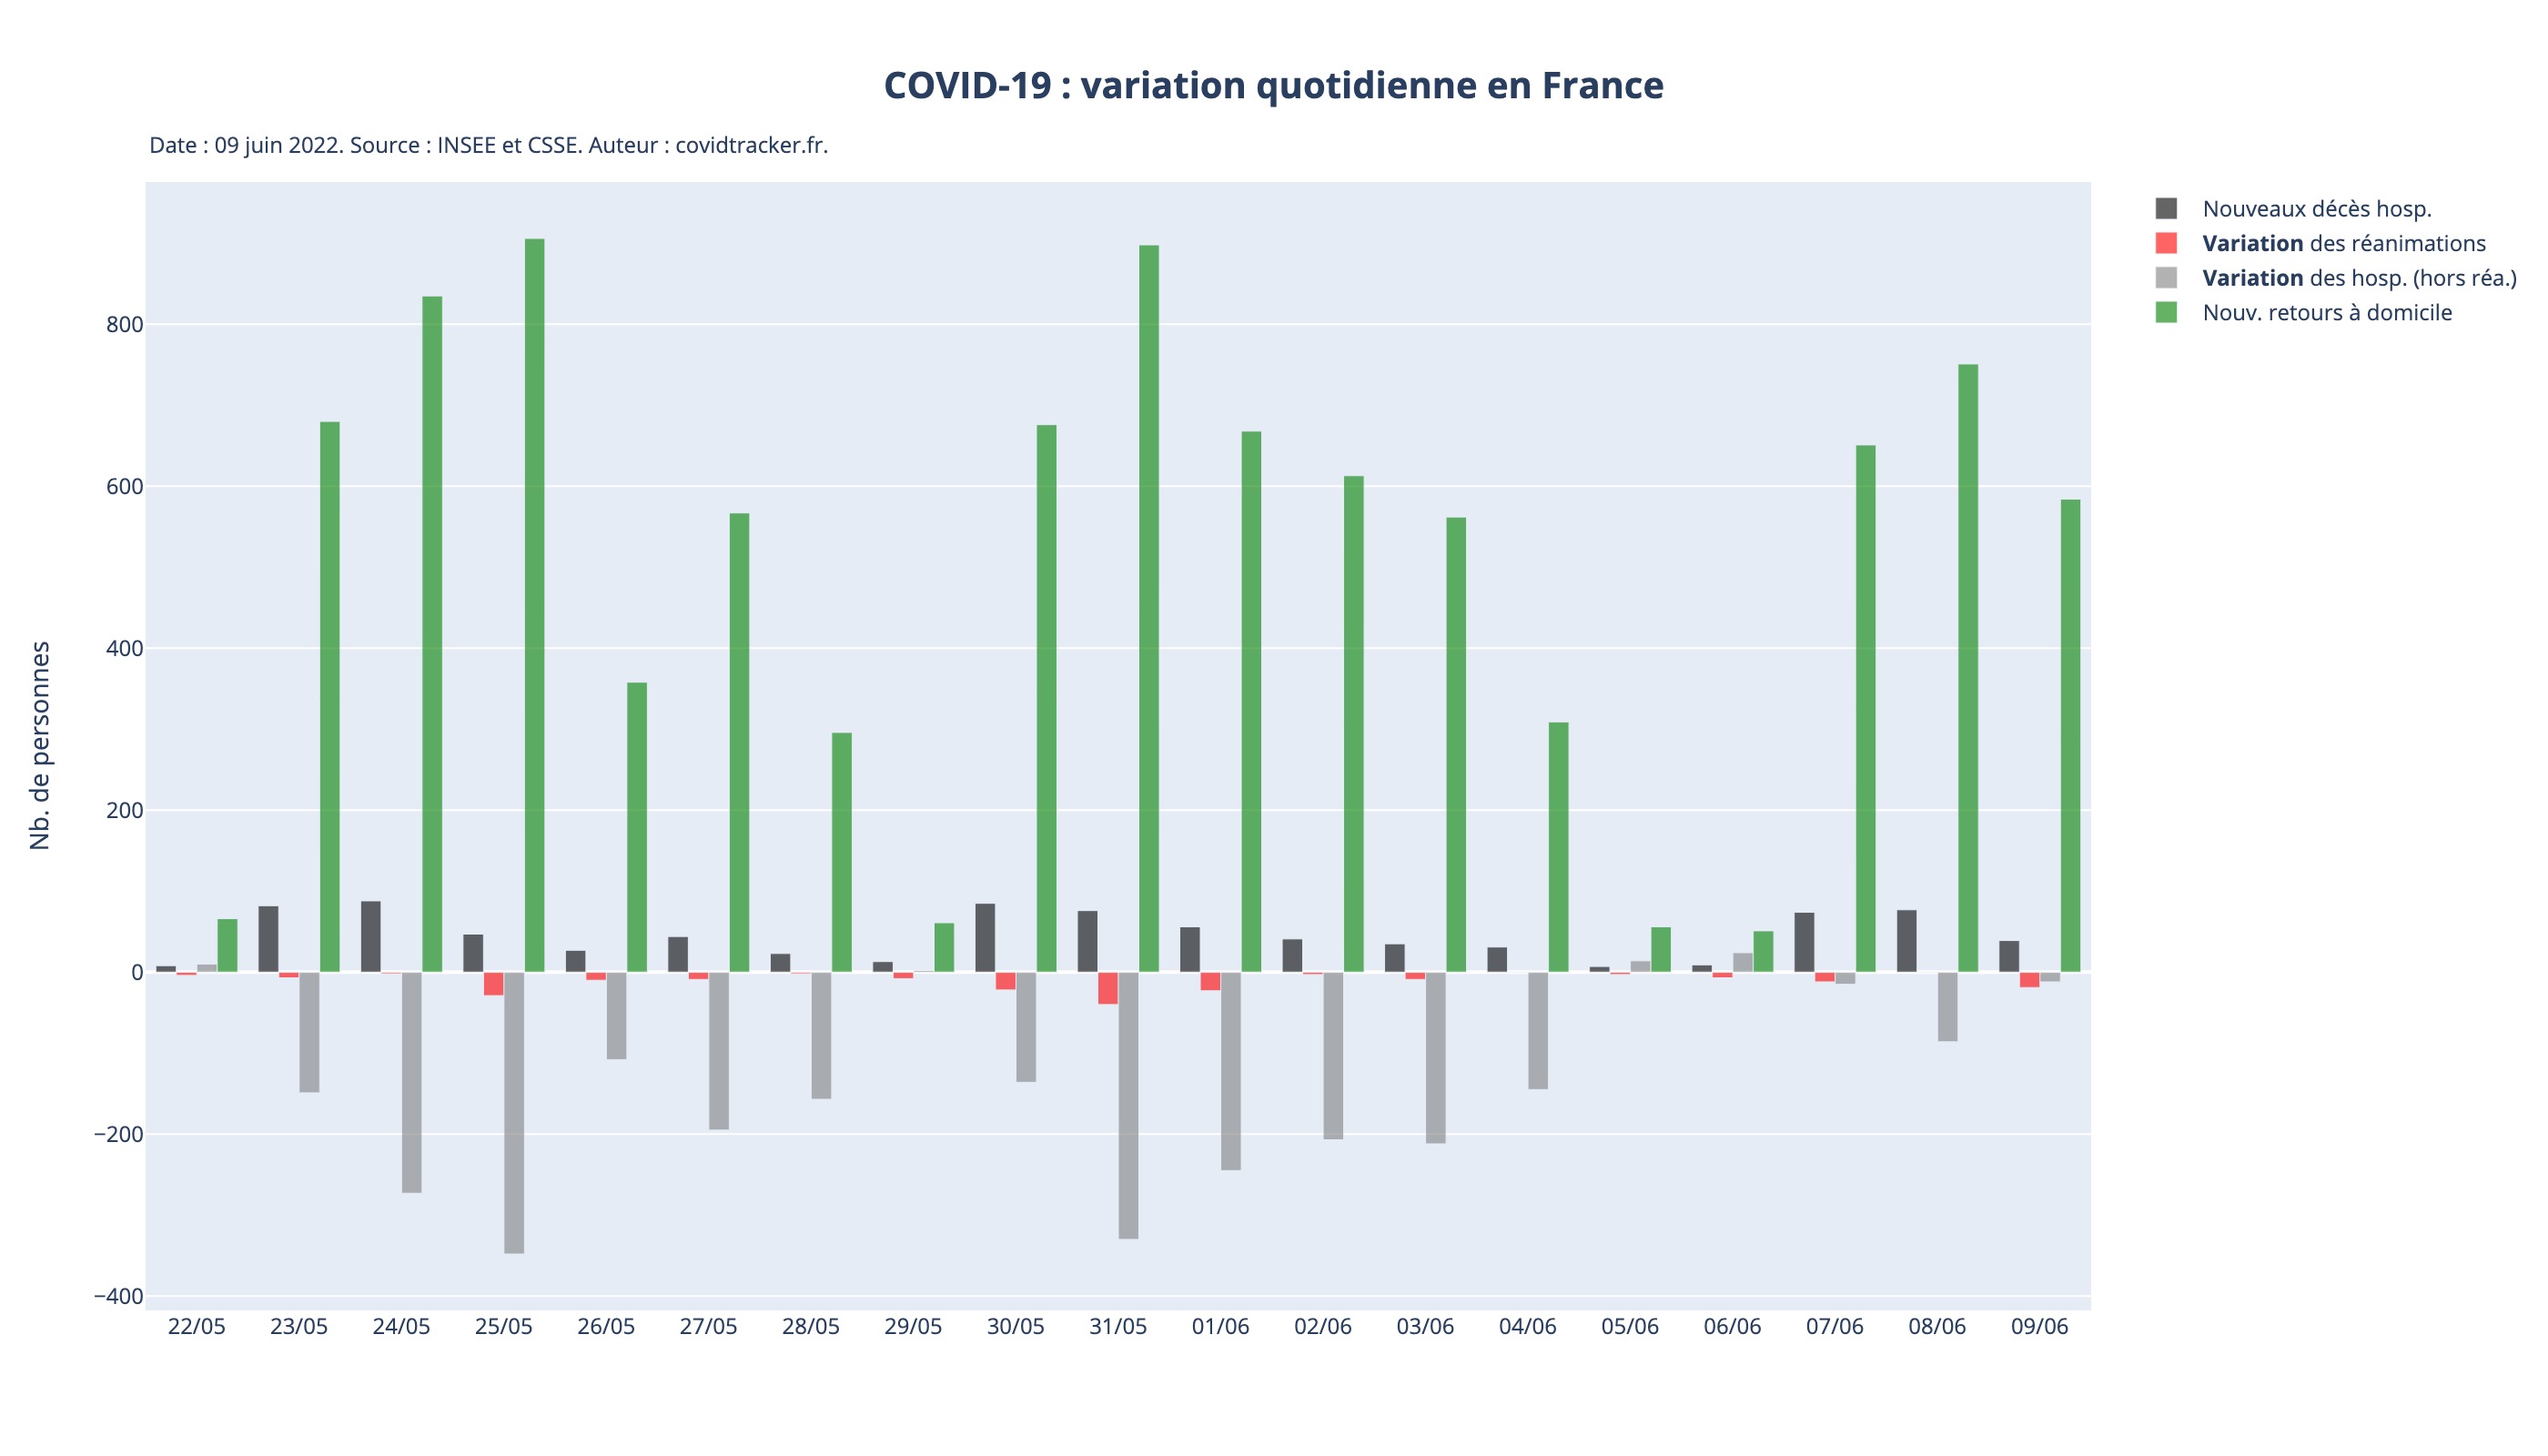 COVID-19 : variation quotidienne en France
Date : 09 juin 2022. Source : INSEE et CSSE. Auteur : covidtracker.fr.
Nouveaux décès hosp.
Variation des réanimations
Variation des hosp. (hors réa.)
Nouv. retours à domicile
Nb. de personnes
800
600
400
200
0
−200
−400
22/05 23/05 24/05 25/05 26/05 27/05 28/05 29/05 30/05 31/05 01/06 02/06 03/06 04/06 05/06 06/06 07/06 08/06 09/06